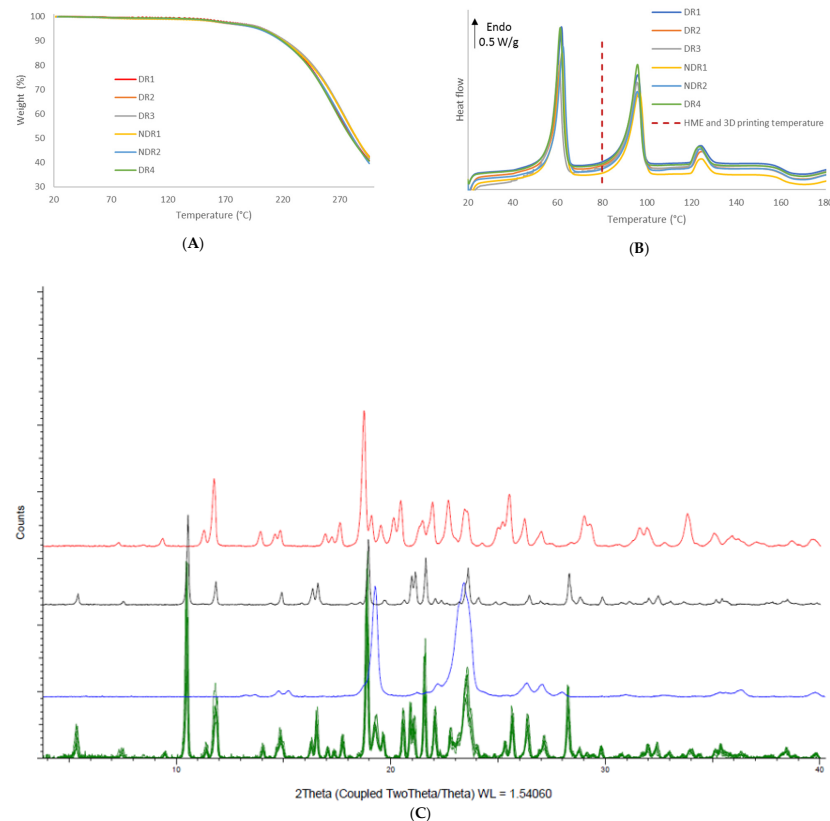 100
90
80
70
60
50
40
30
Weight (%)
DR1
DR2
DR3
NDR1
NDR2
DR4
20 70 120 170 220 270
Temperature (°C)
(A)
Endo
0.5 W/g
Heat flow
DR1
DR2
DR3
NDR1
NDR2
DR4
HME and 3D printing temperature
20 40 60 80 100 120 140 160 180
Temperature (°C)
(B)
Counts
10 20 30 40
2Theta (Coupled TwoTheta/Theta) WL = 1.54060
(C)